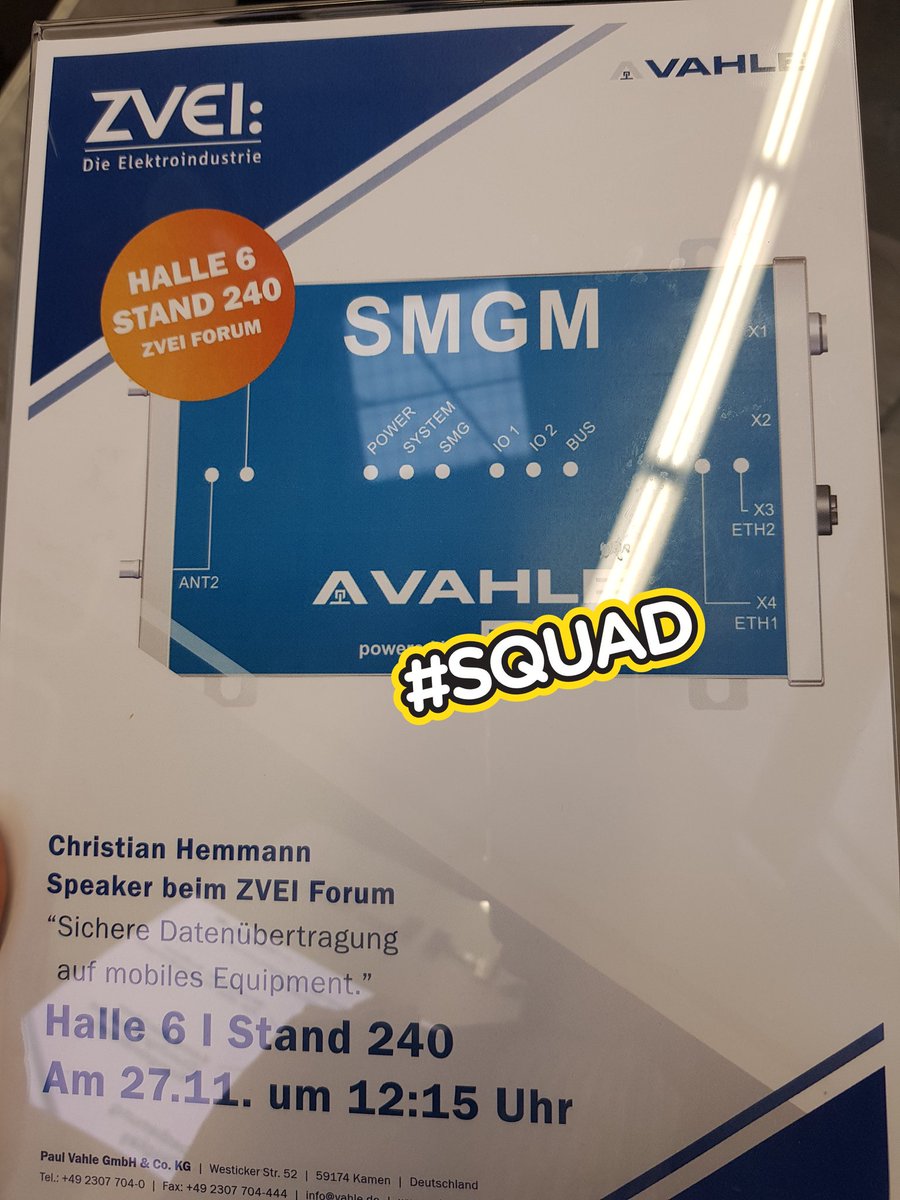 ZVEI:
Die Elektroindustrie
VAHLE
HALLE 6
STAND 240
ZVEI FORUM
SMGM
POWER
SYSTEM
SMG
IO 1
IO 2
BUS
X1
X2
X3
ETH2
ANT2
X4
ETH1
VAHLE
#SQUAD
Christian Hemmann
Speaker beim ZVEI Forum
“Sichere Datenübertragung
auf mobiles Equipment.”
Halle 6 I Stand 240
Am 27.11. um 12:15 Uhr
Paul Vahle GmbH & Co. KG | Westicker Str. 52 | 59174 Kamen | Deutschland
Tel.: +49 2307 704-0 | Fax: +49 2307 704-444 | info@vahle.de |